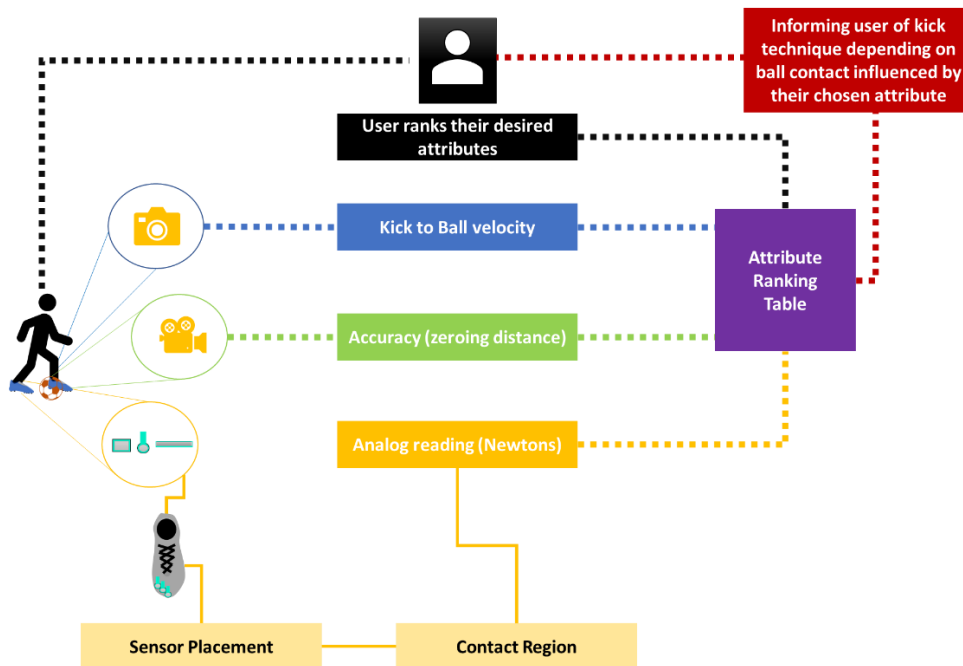 Informing user of kick
technique depending on
ball contact influenced by
their chosen attribute
User ranks their desired
attributes
Kick to Ball velocity
Attribute
Ranking
Table
Accuracy (zeroing distance)
Analog reading (Newtons)
Sensor Placement
Contact Region